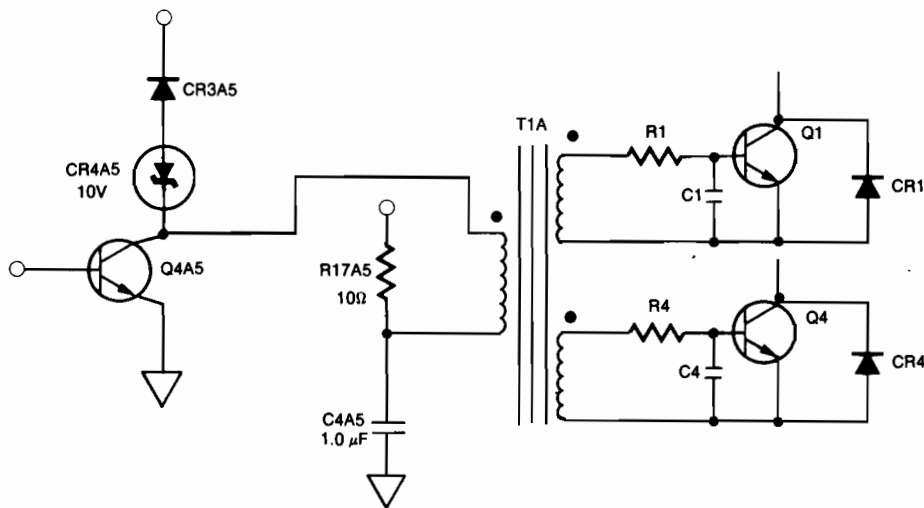 CR3A5
CR4A5
10V
Q4A5
R17A5
10Ω
C4A5
1.0 μF
T1A
R1
C1
Q1
CR1
R4
C4
Q4
CR4